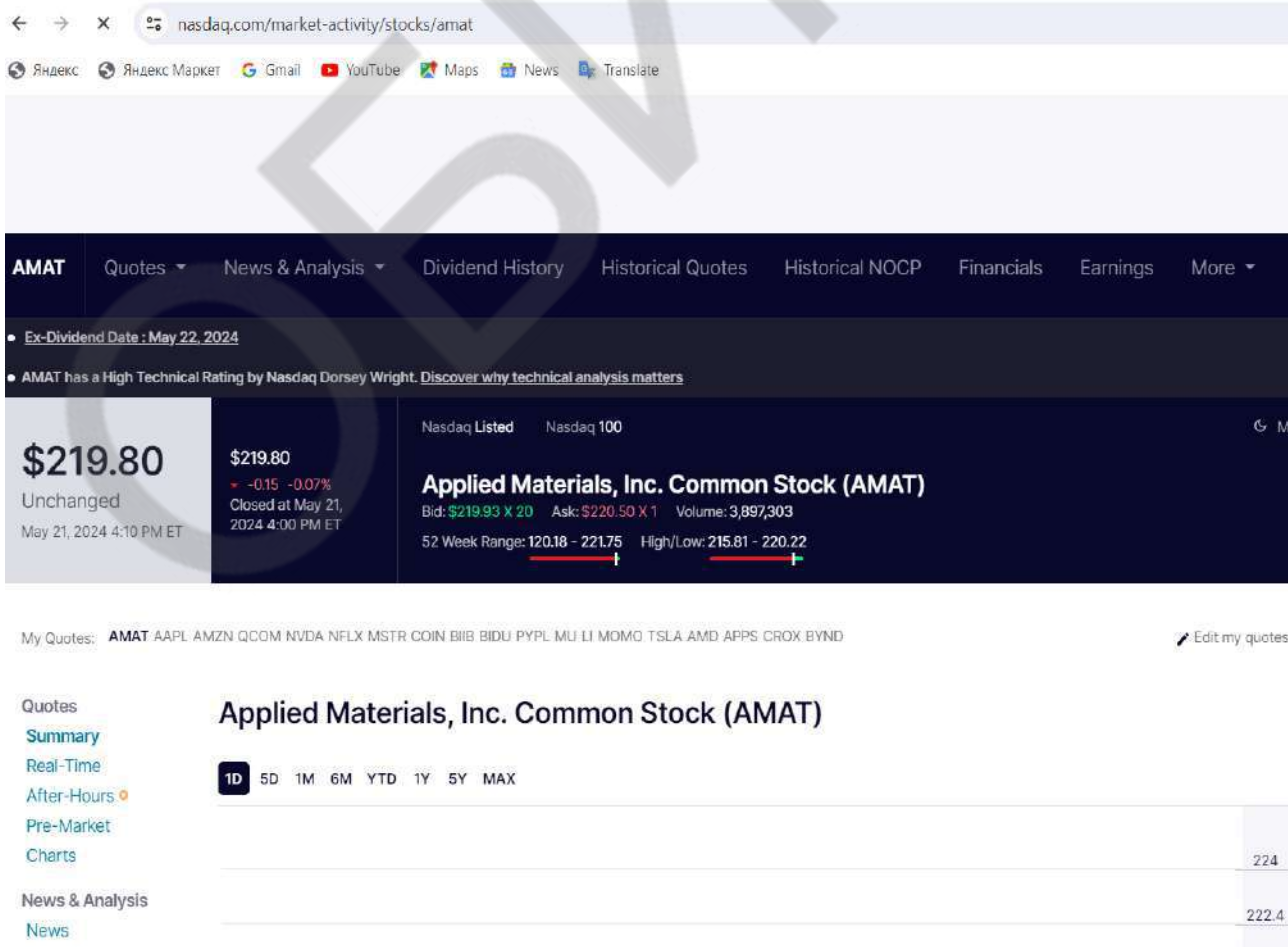 nasdaq.com/market-activity/stocks/amat
Яндекс Яндекс Маркет Gmail YouTube Maps News Translate
AMAT Quotes News & Analysis Dividend History Historical Quotes Historical NOCP Financials Earnings More
Ex-Dividend Date : May 22, 2024
AMAT has a High Technical Rating by Nasdaq Dorsey Wright. Discover why technical analysis matters
$219.80
Unchanged
May 21, 2024 4:10 PM ET
$219.80
-0.15 -0.07%
Closed at May 21,
2024 4:00 PM ET
Nasdaq Listed Nasdaq 100
Applied Materials, Inc. Common Stock (AMAT)
Bid: $219.93 X 20 Ask: $220.50 X 1 Volume: 3,897,303
52 Week Range: 120.18 - 221.75 High/Low: 215.81 - 220.22
My Quotes: AMAT AAPL AMZN QCOM NVDA NFLX MSTR COIN BIIB BIDU PYPL MU LI MOMO TSLA AMD APPS CROX BYND
Edit my quotes
Quotes
Summary
Real-Time
After-Hours
Pre-Market
Charts
News & Analysis
News
Applied Materials, Inc. Common Stock (AMAT)
1D 5D 1M 6M YTD 1Y 5Y MAX
224
222.4